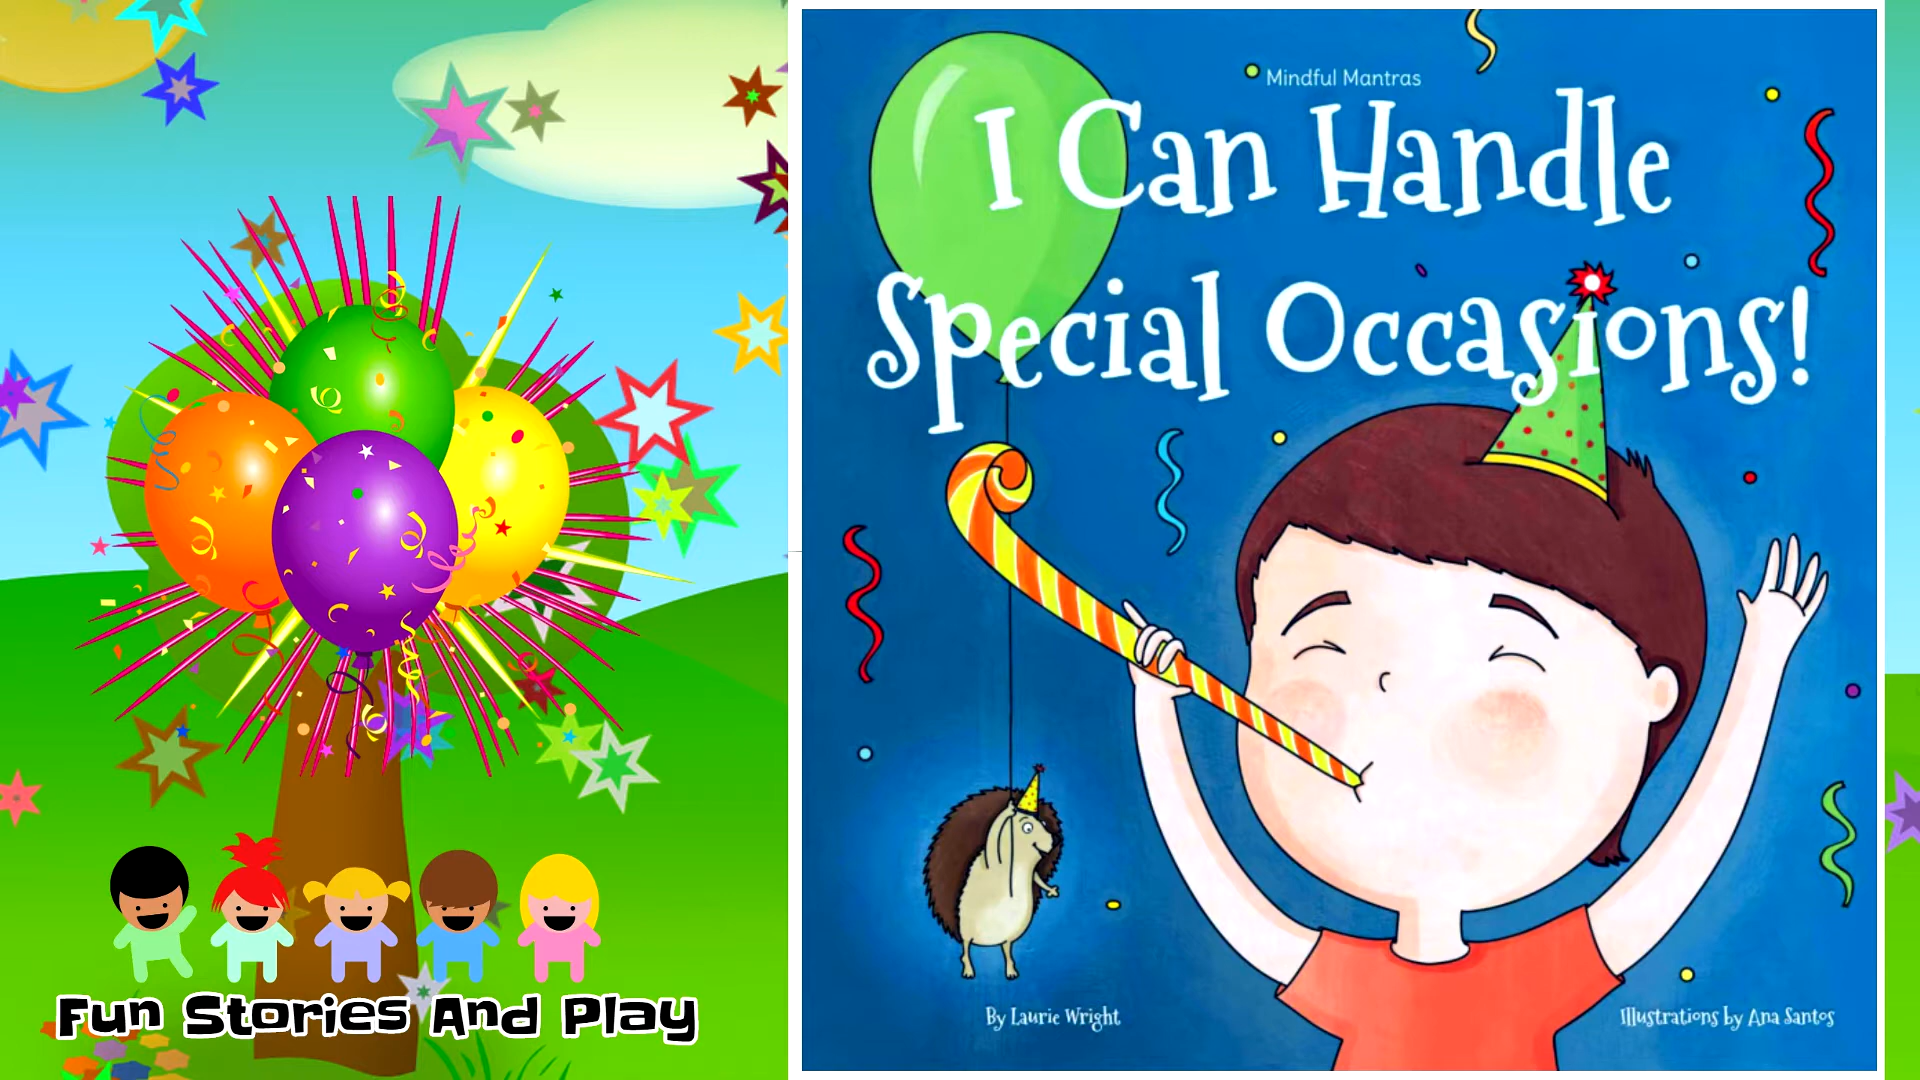 Mindful Mantras
I Can Handle
Special Occasions!
By Laurie Wright
Illustrations by Ana Santos
Fun Stories And Play